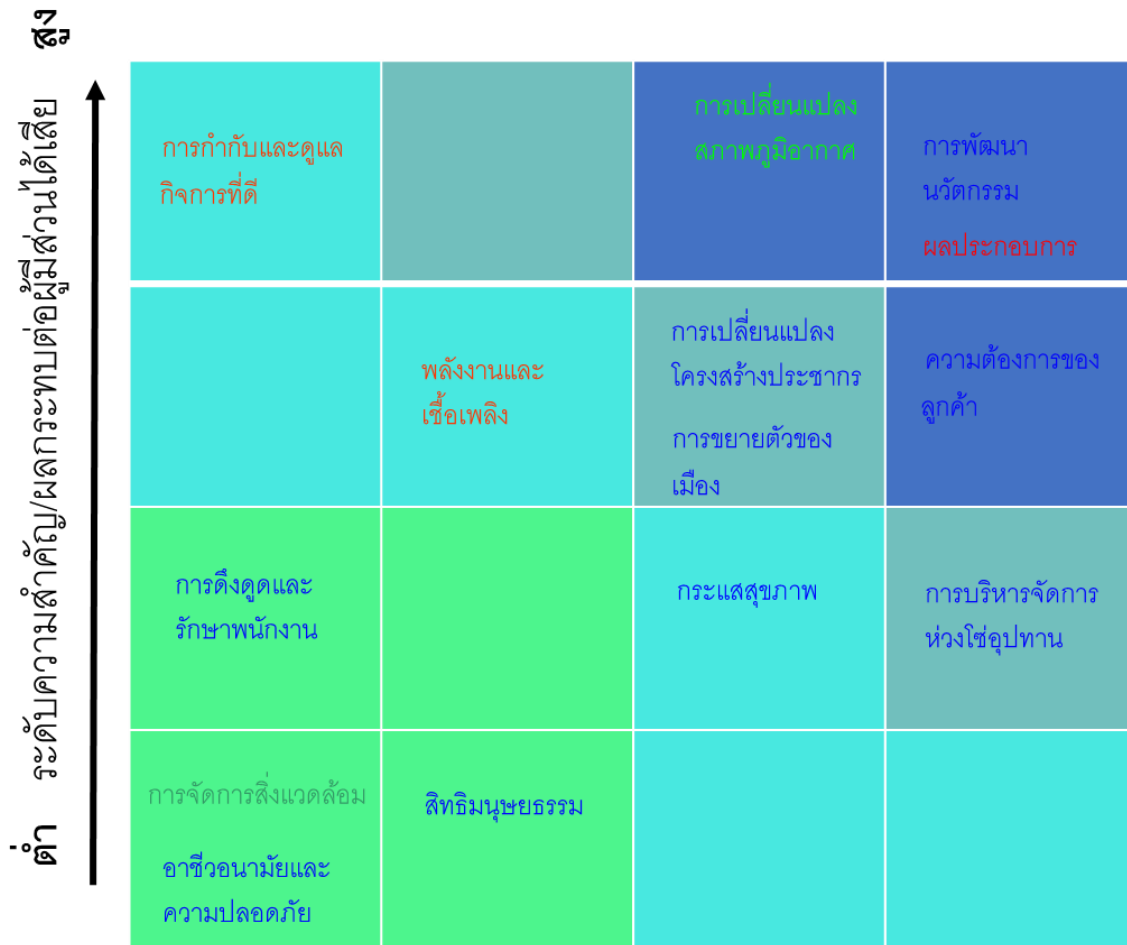 สูง
ระดับความสำคัญ/ผลกระทบต่อผู้มีส่วนได้เสีย
ต่ำ
การกำกับและดูแล
กิจการที่ดี
การเปลี่ยนแปลง
สภาพภูมิอากาศ
การพัฒนา
นวัตกรรม
ผลประกอบการ
พลังงานและ
เชื้อเพลิง
การเปลี่ยนแปลง
โครงสร้างประชากร
การขยายตัวของ
เมือง
ความต้องการของ
ลูกค้า
การดึงดูดและ
รักษาพนักงาน
กระแสสุขภาพ
การบริหารจัดการ
ห่วงโซ่อุปทาน
การจัดการสิ่งแวดล้อม
อาชีวอนามัยและ
ความปลอดภัย
สิทธิมนุษยธรรม